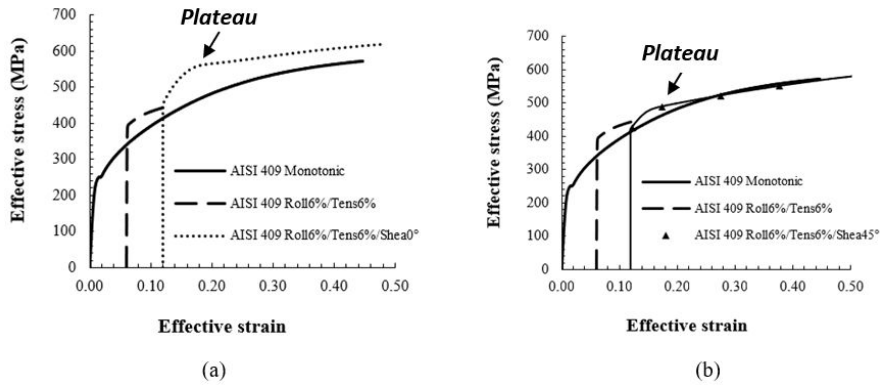 Plateau
700
600
500
400
300
200
100
0
Effective stress (MPa)
AISI 409 Monotonic
AISI 409 Roll6%/Tens6%
AISI 409 Roll6%/Tens6%/Shea0°
0.00 0.10 0.20 0.30 0.40 0.50
Effective strain
(a)
Plateau
700
600
500
400
300
200
100
0
Effective stress (MPa)
AISI 409 Monotonic
AISI 409 Roll6%/Tens6%
AISI 409 Roll6%/Tens6%/Shea45°
0.00 0.10 0.20 0.30 0.40 0.50
Effective strain
(b)